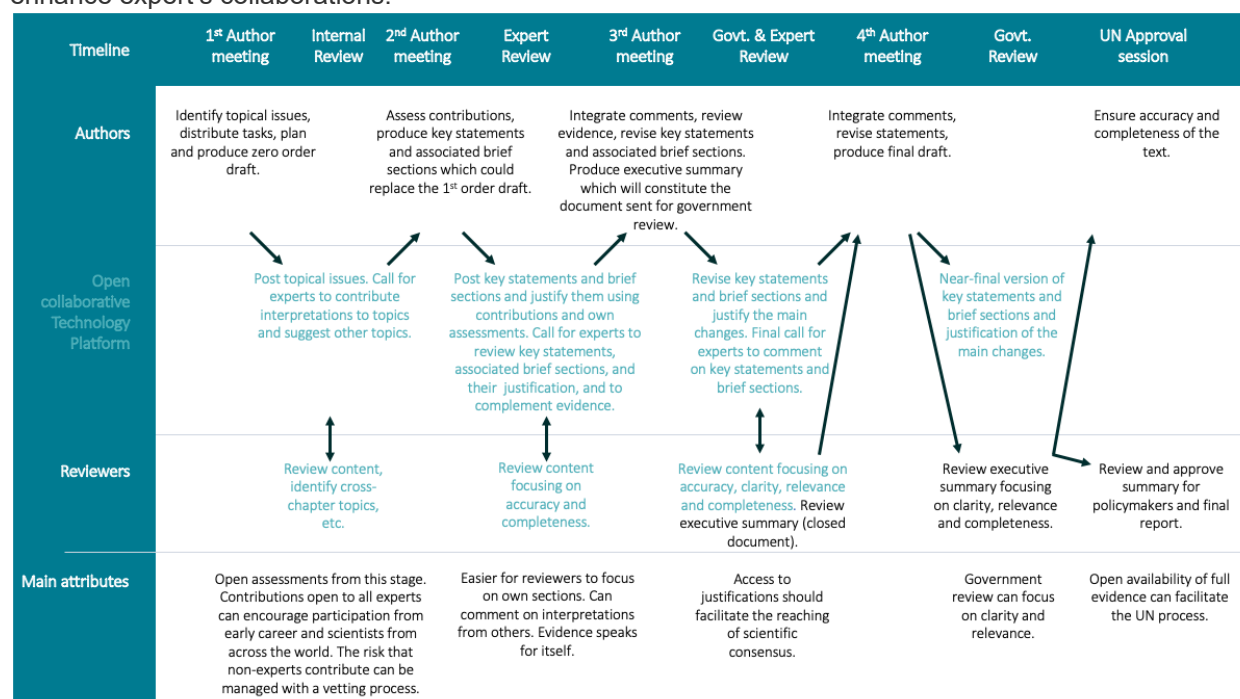 enhance expert's collaborations.
Timeline
1st Author
meeting
Internal
Review
2nd Author
meeting
Expert
Review
3rd Author
meeting
Govt. & Expert
Review
4th Author
meeting
Govt.
Review
UN Approval
session
Authors
Identify topical issues,
distribute tasks, plan
and produce zero order
draft.
Assess contributions,
produce key statements
and associated brief
sections which could
replace the 1st order draft.
Integrate comments, review
evidence, revise key statements
and associated brief sections.
Produce executive summary
which will constitute the
document sent for government
review.
Integrate comments,
revise statements,
produce final draft.
Ensure accuracy and
completeness of the
text.
Open
collaborative
Technology
Platform
Post topical issues. Call for
experts to contribute
interpretations to topics
and suggest other topics.
Post key statements and brief
sections and justify them using
contributions and own
assessments. Call for experts to
review key statements,
associated brief sections, and
their justification, and to
complement evidence.
Revise key statements
and brief sections and
justify the main
changes. Final call for
experts to comment
on key statements and
brief sections.
Near-final version of
key statements and
brief sections and
justification of the
main changes.
Reviewers
Review content,
identify cross-
chapter topics,
etc.
Review content
focusing on
accuracy and
completeness.
Review content focusing on
accuracy, clarity, relevance
and completeness. Review
executive summary (closed
document).
Review executive
summary focusing
on clarity, relevance
and completeness.
Review and approve
summary for
policymakers and final
report.
Main attributes
Open assessments from this stage.
Contributions open to all experts
can encourage participation from
early career and scientists from
across the world. The risk that
non-experts contribute can be
managed with a vetting process.
Easier for reviewers to focus
on own sections. Can
comment on interpretations
from others. Evidence speaks
for itself.
Access to
justifications should
facilitate the reaching
of scientific
consensus.
Government
review can focus
on clarity and
relevance.
Open availability of full
evidence can facilitate
the UN process.